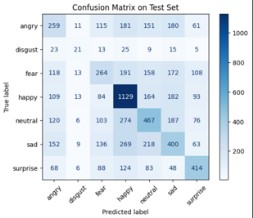 Confusion Matrix on Test Set
angry 259 11 115 181 151 180 61
disgust 23 21 13 25 9 15 5
fear 118 13 264 191 158 172 108
happy 109 13 84 1129 164 182 93
neutral 120 6 103 274 467 187 76
sad 152 9 136 269 218 400 63
surprise 68 6 88 124 83 48 414
angry disgust fear happy neutral sad surprise
True label
Predicted label
1000
800
600
400
200